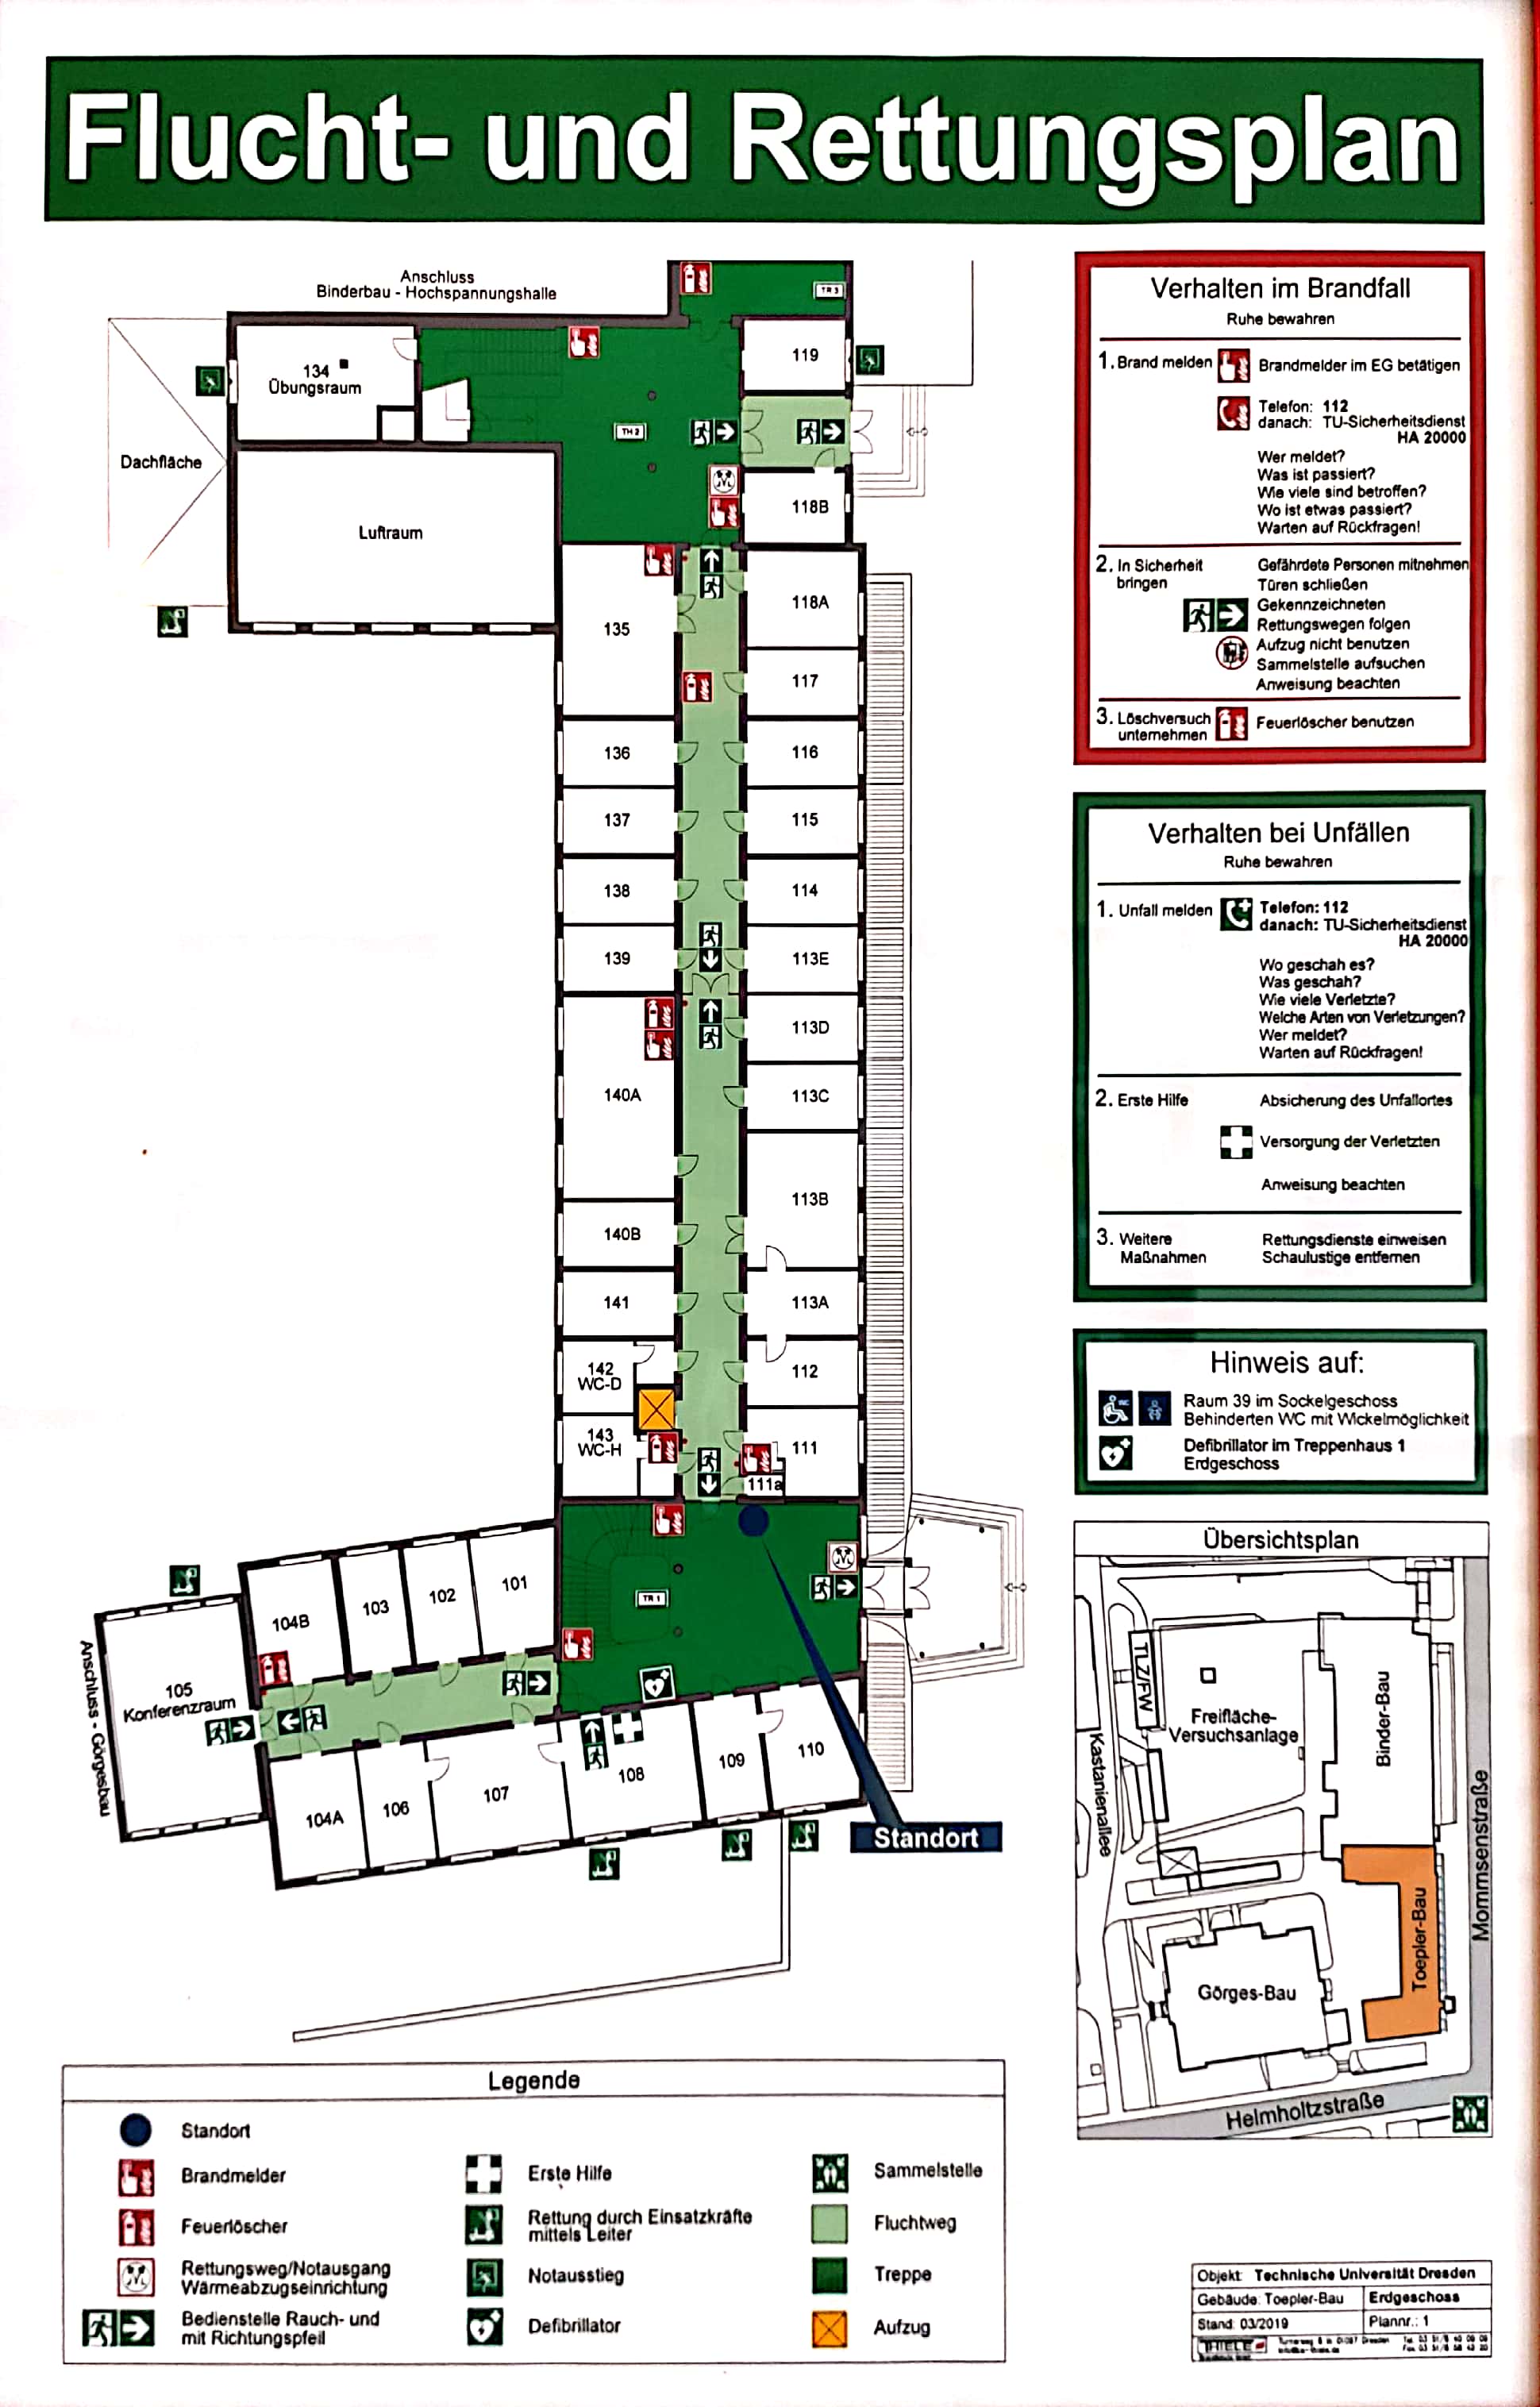 Flucht- und Rettungsplan
Anschluss
Binderbau - Hochspannungshalle
TR 3
119
134
Übungsraum
TH 2
Dachfläche
118B
Luftraum
118A
135
117
136
116
137
115
138
114
139
113E
113D
140A
113C
113B
140B
141
113A
142
WC-D
112
143
WC-H
111
111a
101
102
103
104B
TR 1
105
Konferenzraum
Anschluss - Görgesbau
104A
106
107
108
109
110
Standort
Verhalten im Brandfall
Ruhe bewahren
1. Brand melden
Brandmelder im EG betätigen
Telefon: 112
danach: TU-Sicherheitsdienst
HA 20000
Wer meldet?
Was ist passiert?
Wie viele sind betroffen?
Wo ist etwas passiert?
Warten auf Rückfragen!
2. In Sicherheit
bringen
Gefährdete Personen mitnehmen
Türen schließen
Gekennzeichneten
Rettungswegen folgen
Aufzug nicht benutzen
Sammelstelle aufsuchen
Anweisung beachten
3. Löschversuch
unternehmen
Feuerlöscher benutzen
Verhalten bei Unfällen
Ruhe bewahren
1. Unfall melden
Telefon: 112
danach: TU-Sicherheitsdienst
HA 20000
Wo geschah es?
Was geschah?
Wie viele Verletzte?
Welche Arten von Verletzungen?
Wer meldet?
Warten auf Rückfragen!
2. Erste Hilfe
Absicherung des Unfallortes
Versorgung der Verletzten
Anweisung beachten
3. Weitere
Maßnahmen
Rettungsdienste einweisen
Schaulustige entfernen
Hinweis auf:
Raum 39 im Sockelgeschoss
Behinderten WC mit Wickelmöglichkeit
Defibrillator im Treppenhaus 1
Erdgeschoss
Übersichtsplan
TLZ/FW
Freifläche-
Versuchsanlage
Binder-Bau
Kastanienallee
Mommsenstraße
Toepler-Bau
Görges-Bau
Helmholtzstraße
Legende
Standort
Brandmelder
Feuerlöscher
Rettungsweg/Notausgang
Wärmeabzugseinrichtung
Bedienstelle Rauch- und
mit Richtungspfeil
Erste Hilfe
Rettung durch Einsatzkräfte
mittels Leiter
Notausstieg
Defibrillator
Sammelstelle
Fluchtweg
Treppe
Aufzug
Objekt: Technische Universität Dresden
Gebäude: Toepler-Bau
Erdgeschoss
Stand: 03/2019
Plannr.: 1
THIELE